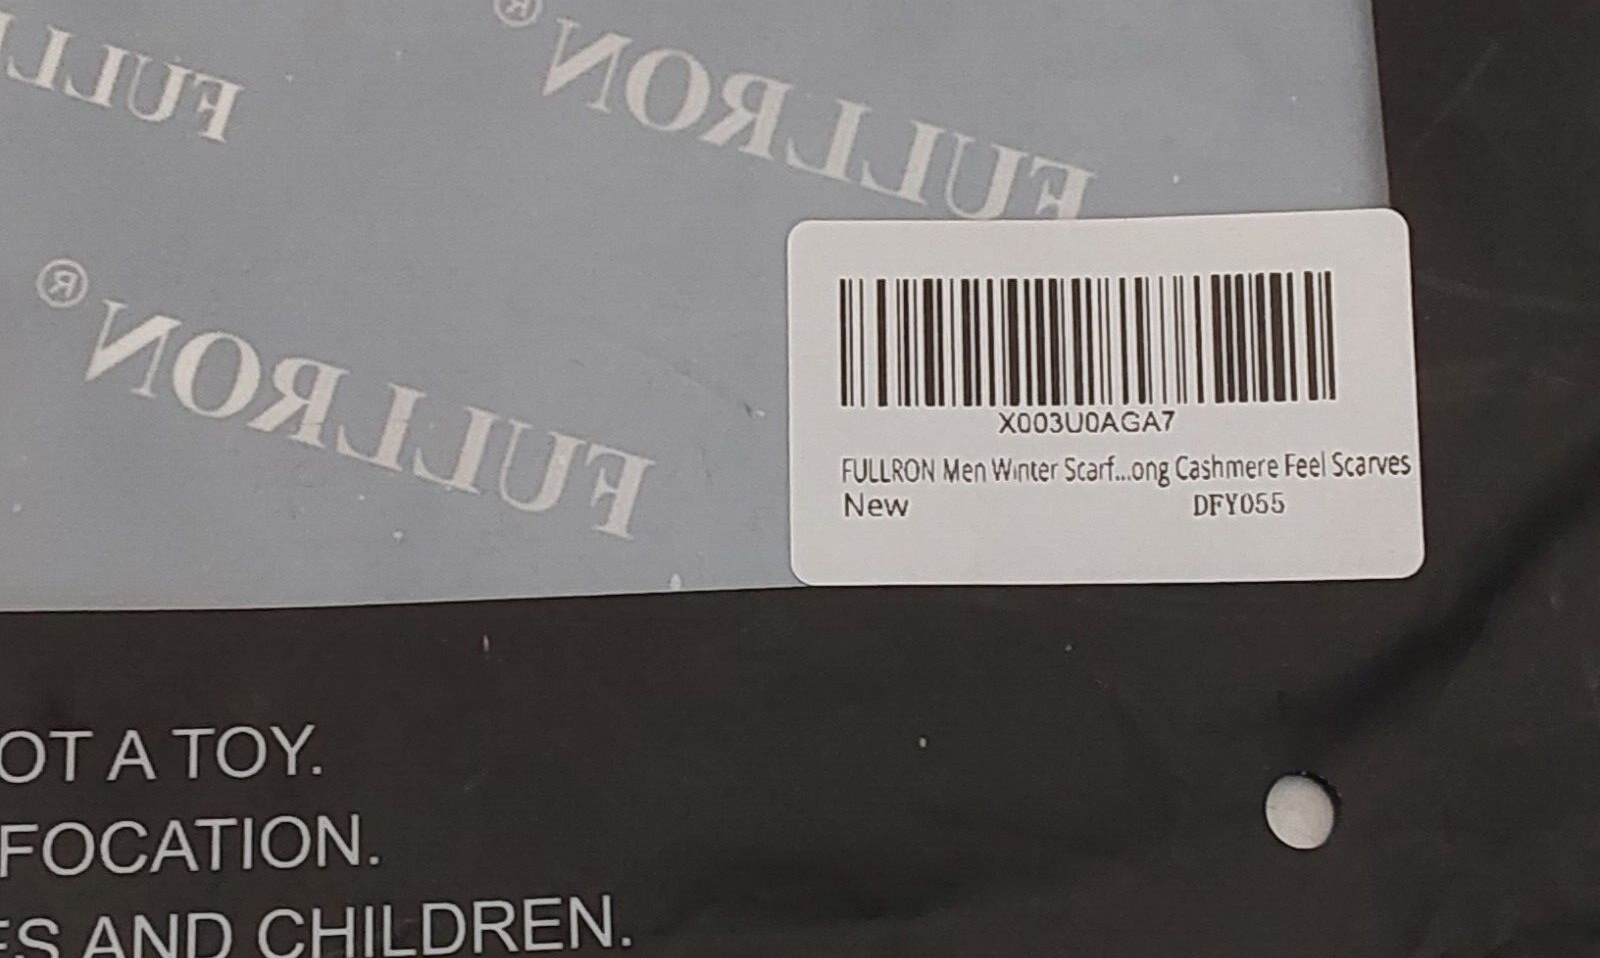 FULL
FULLRON®
FULLRON®
X003U0AGA7
FULLRON Men Winter Scarf...ong Cashmere Feel Scarves
New DFY055
OT A TOY.
FOCATION.
ES AND CHILDREN.